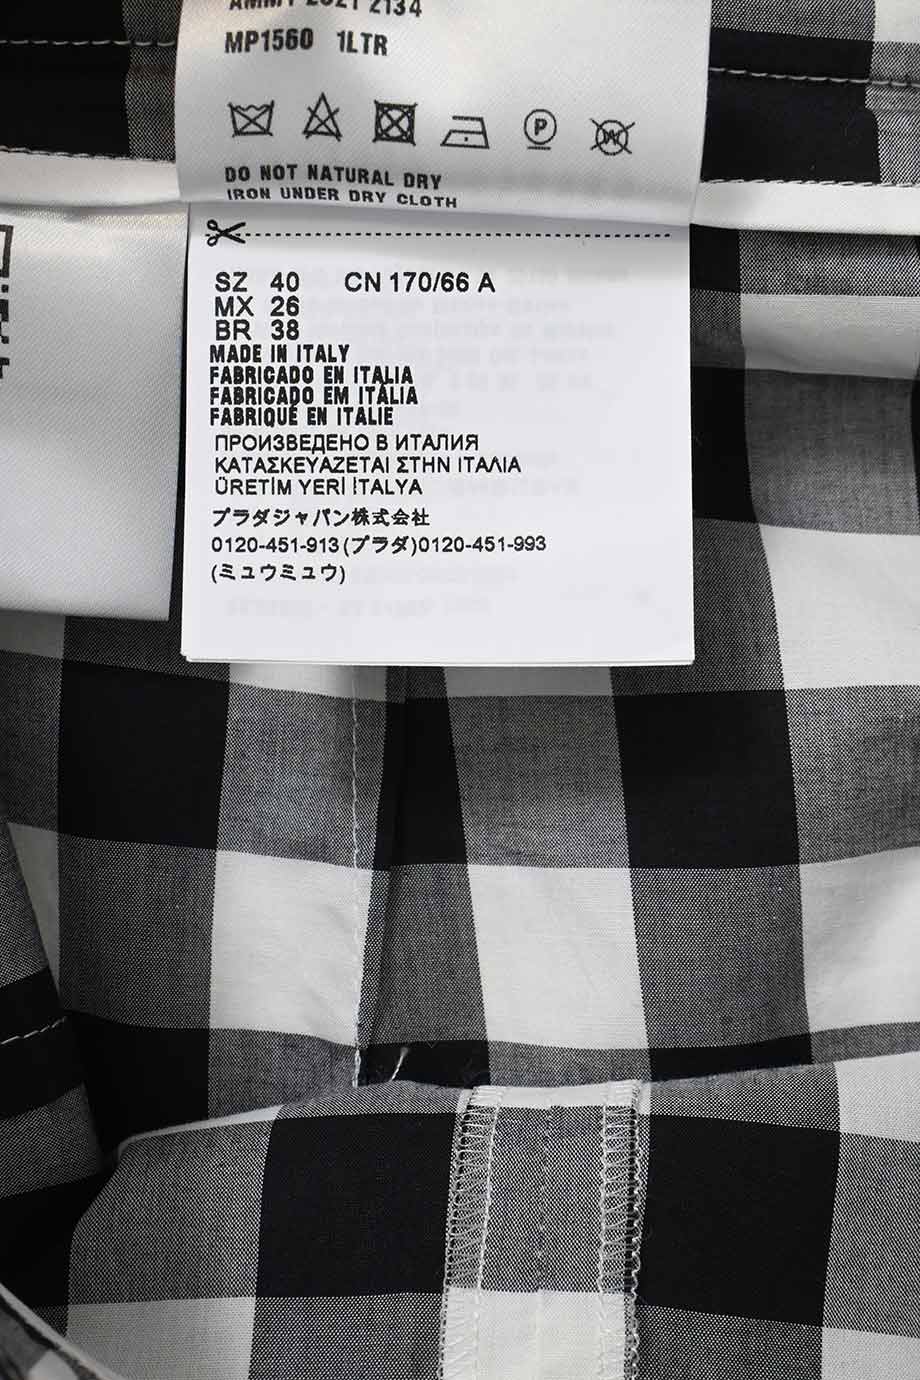 2134
MP1560 1LTR
P
W
DO NOT NATURAL DRY
IRON UNDER DRY CLOTH
SZ 40 CN 170/66 A
MX 26
BR 38
MADE IN ITALY
FABRICADO EN ITALIA
FABRICADO EM ITÁLIA
FABRIQUÉ EN ITALIE
ПРОИЗВЕДЕНО В ИТАЛИЯ
ΚΑΤΑΣΚΕΥΑΖΕΤΑΙ ΣΤΗΝ ΙΤΑΛΙΑ
ÜRETİM YERİ İTALYA
プラダジャパン株式会社
0120-451-913(プラダ)0120-451-993
(ミュウミュウ)